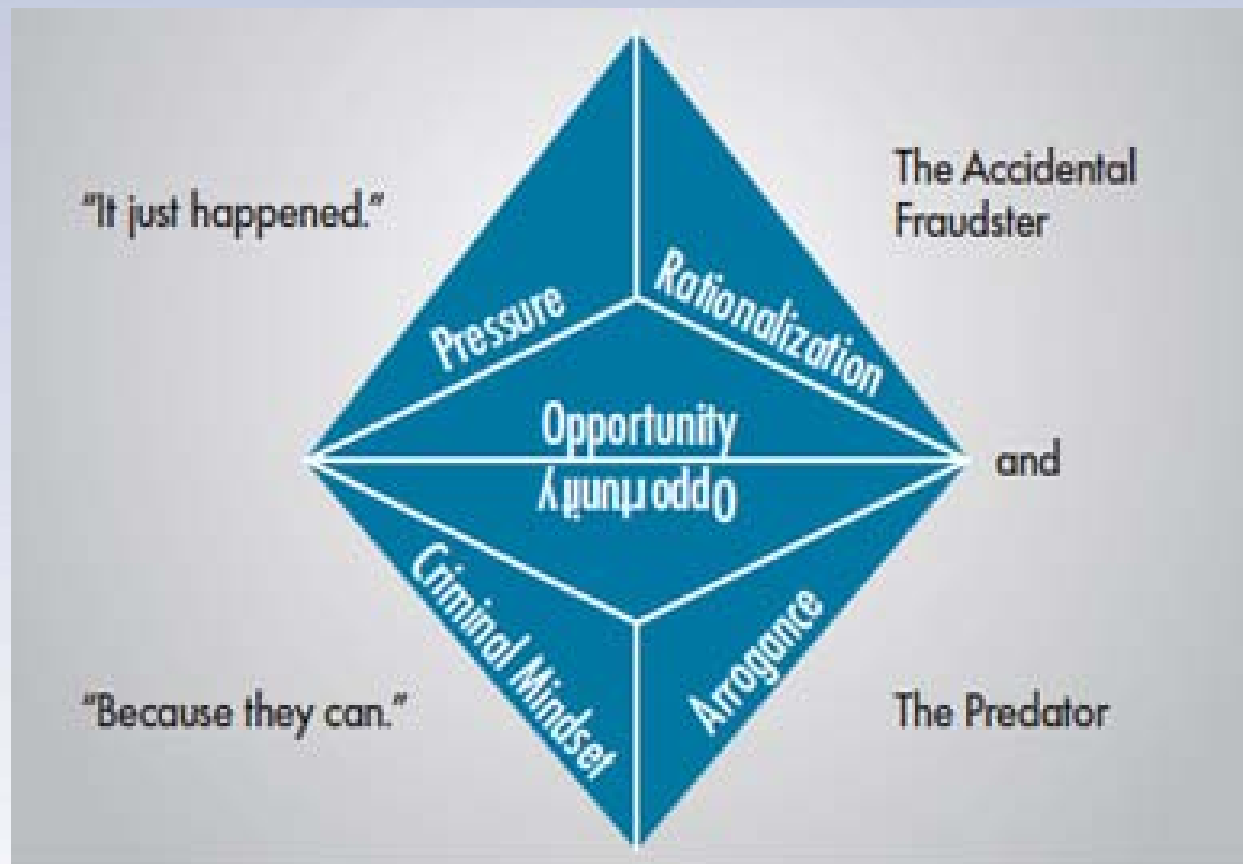 "It just happened."
The Accidental
Fraudster
Pressure
Rationalization
Opportunity
Opportunity
and
Criminal Mindset
Arrogance
"Because they can."
The Predator